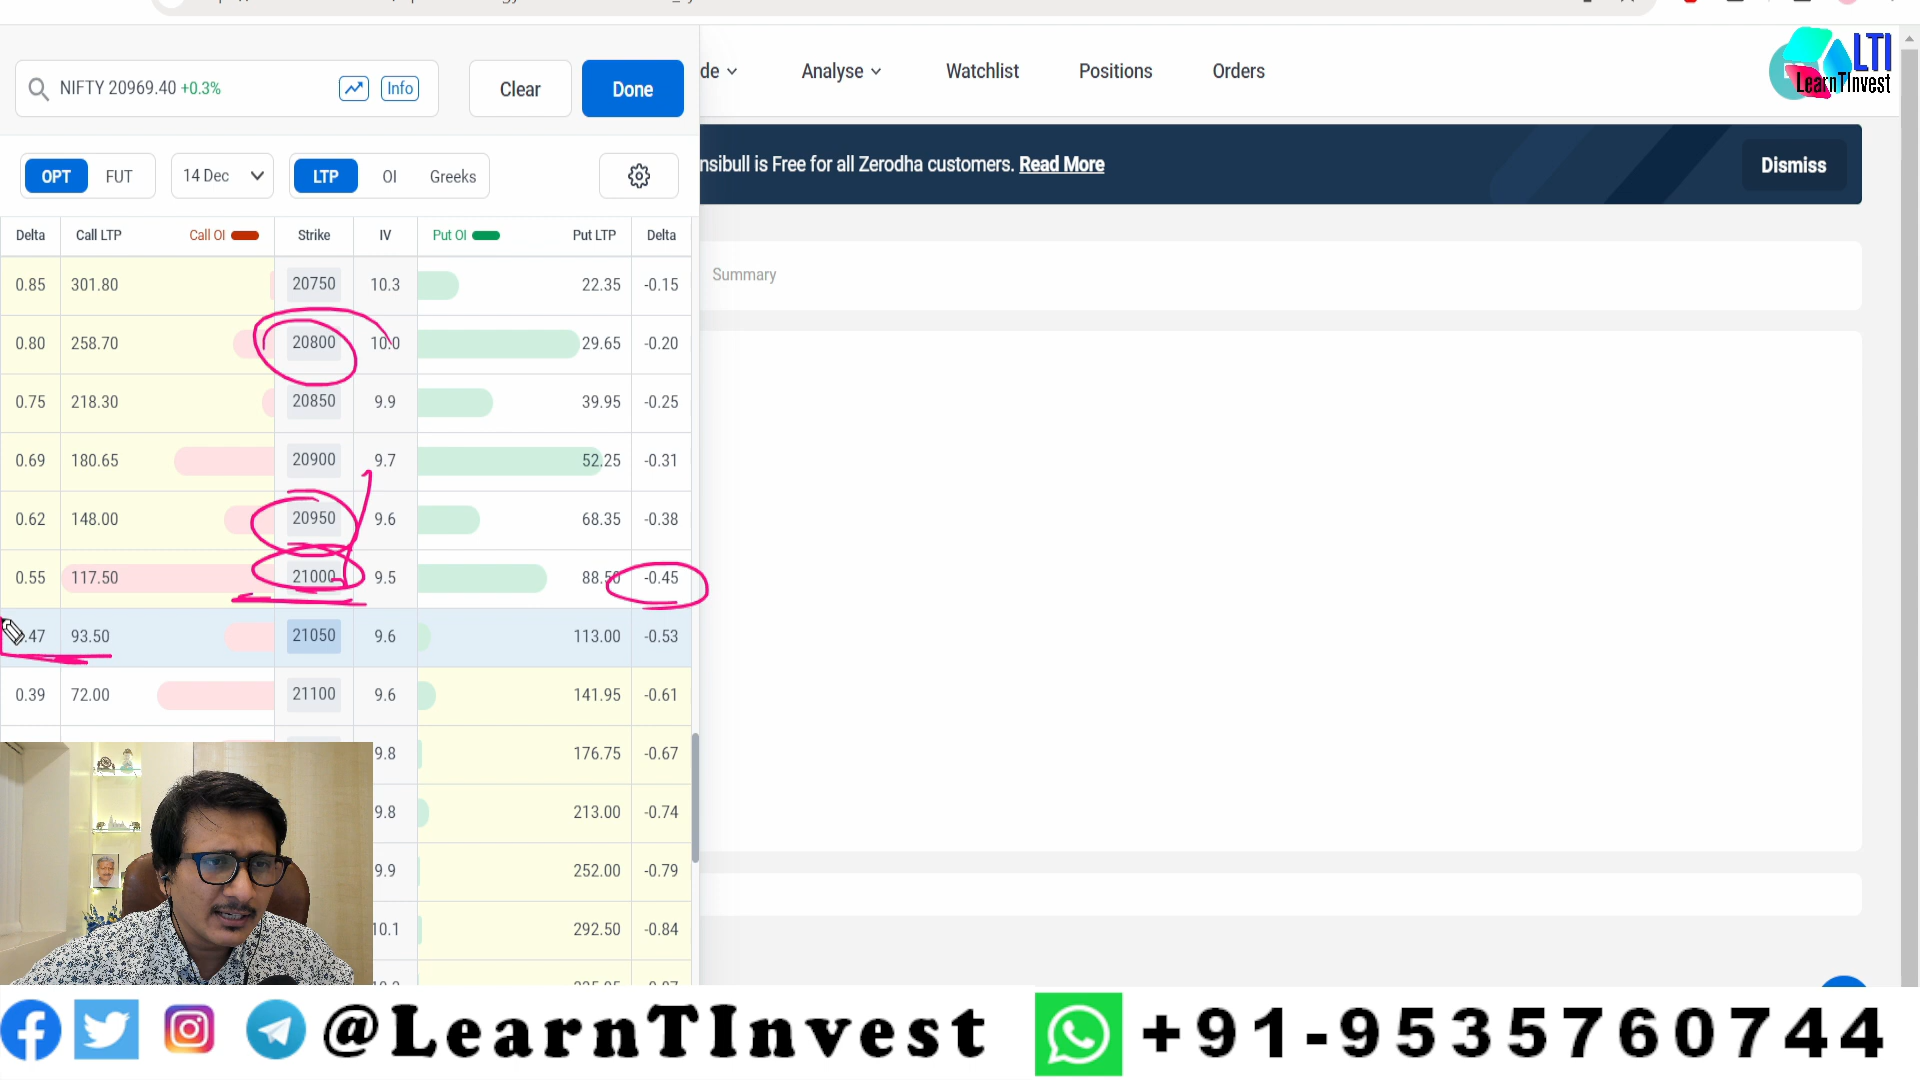 LTI
LearnTInvest
NIFTY 20969.40 +0.3%
Info
Clear
Done
Analyse
Watchlist
Positions
Orders
is Free for all Zerodha customers. Read More
Dismiss
OPT FUT 14 Dec LTP OI Greeks
Delta Call LTP Call OI Strike IV Put OI Put LTP Delta
Summary
0.85 301.80 20750 10.3 22.35 -0.15
0.80 258.70 20800 10.0 29.65 -0.20
0.75 218.30 20850 9.9 39.95 -0.25
0.69 180.65 20900 9.7 52.25 -0.31
0.62 148.00 20950 9.6 68.35 -0.38
0.55 117.50 21000 9.5 88.50 -0.45
.47 93.50 21050 9.6 113.00 -0.53
0.39 72.00 21100 9.6 141.95 -0.61
9.8 176.75 -0.67
9.8 213.00 -0.74
9.9 252.00 -0.79
10.1 292.50 -0.84
@LearnTInvest +91-9535760744